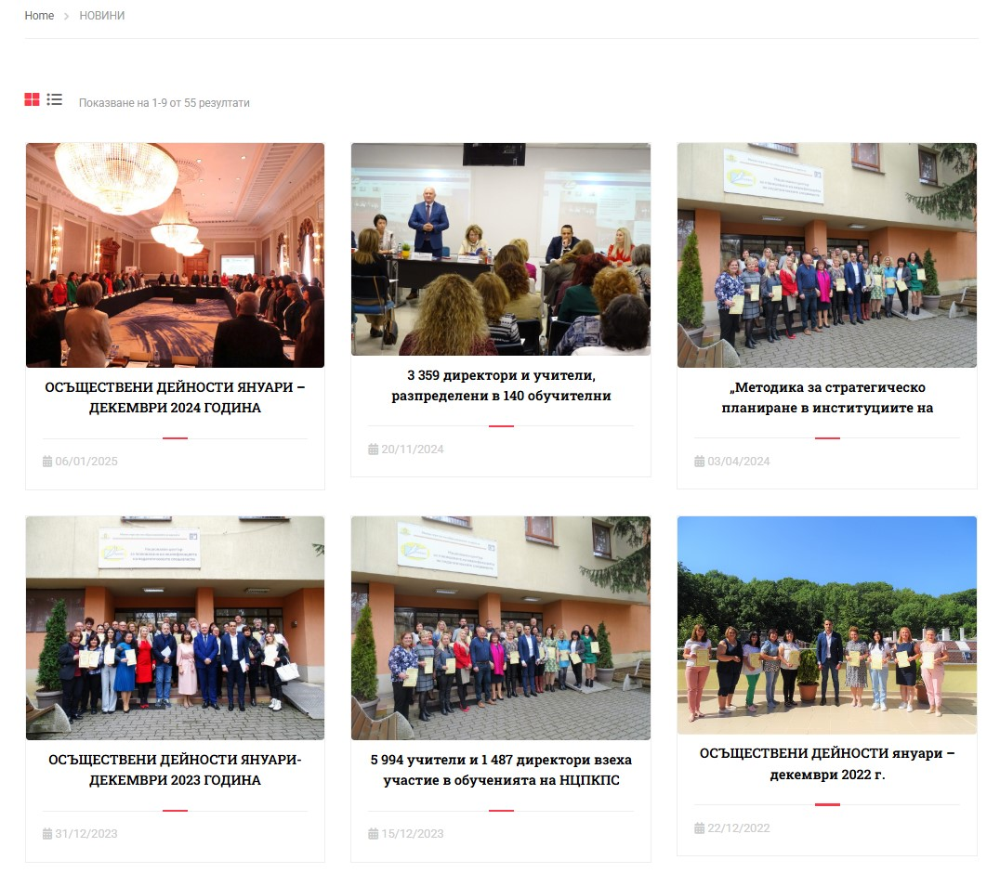 Home
НОВИНИ
Показване на 1-9 от 55 резултати
ОСЪЩЕСТВЕНИ ДЕЙНОСТИ ЯНУАРИ –
ДЕКЕМВРИ 2024 ГОДИНА
06/01/2025
3 359 директори и учители,
разпределени в 140 обучителни
20/11/2024
„Методика за стратегическо
планиране в институциите на
03/04/2024
ОСЪЩЕСТВЕНИ ДЕЙНОСТИ ЯНУАРИ-
ДЕКЕМВРИ 2023 ГОДИНА
31/12/2023
5 994 учители и 1 487 директори взеха
участие в обученията на НЦПКПС
15/12/2023
ОСЪЩЕСТВЕНИ ДЕЙНОСТИ януари –
декември 2022 г.
22/12/2022